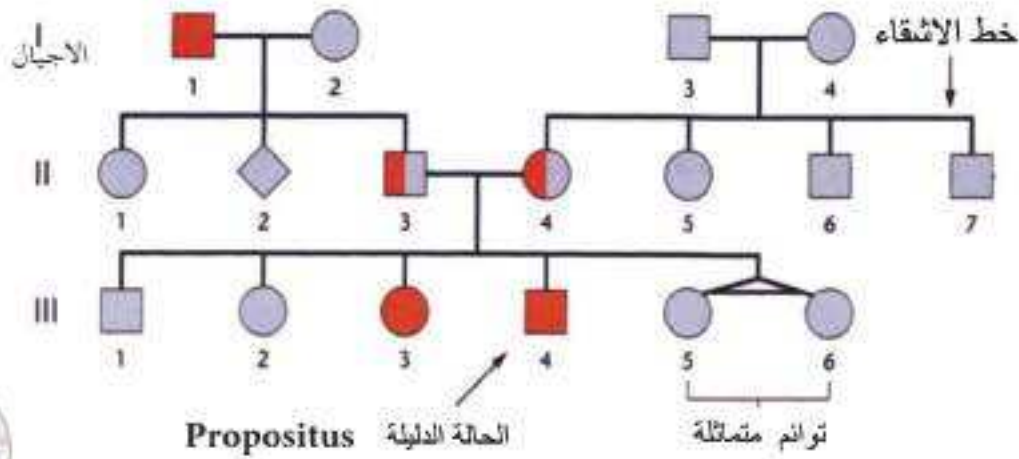 I
الاجيال
خط الاشقاء
1 2 3 4
II
1 2 3 4 5 6 7
III
1 2 3 4 5 6
Propositus الحالة الدليلة
توائم متماثلة